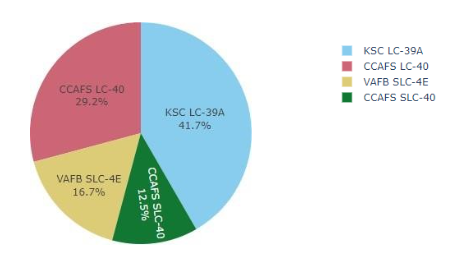 CCAFS LC-40
29.2%
KSC LC-39A
41.7%
VAFB SLC-4E
16.7%
CCAFS SLC-40
12.5%
KSC LC-39A
CCAFS LC-40
VAFB SLC-4E
CCAFS SLC-40